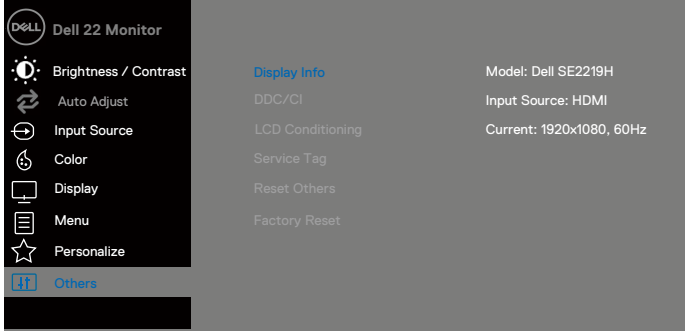 DELL
Dell 22 Monitor
Brightness / Contrast
Auto Adjust
Input Source
Color
Display
Menu
Personalize
Others
Display Info
DDC/CI
LCD Conditioning
Service Tag
Reset Others
Factory Reset
Model: Dell SE2219H
Input Source: HDMI
Current: 1920x1080, 60Hz